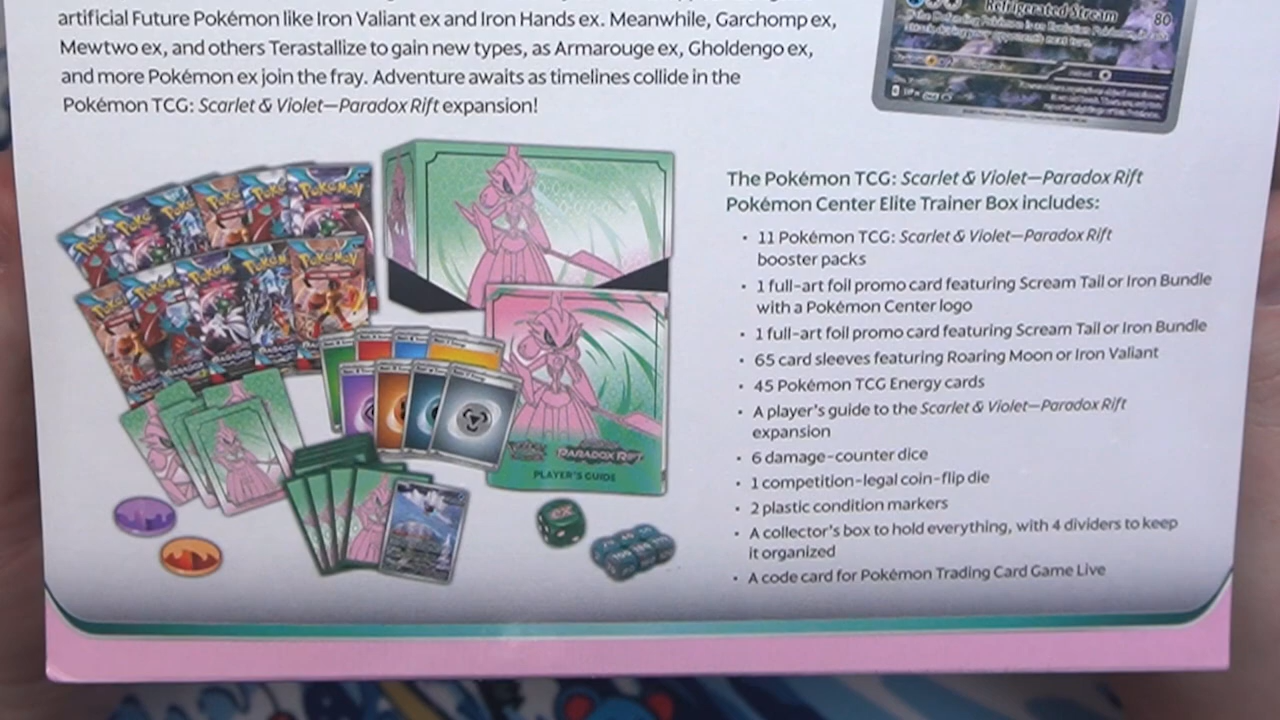 artificial Future Pokémon like Iron Valiant ex and Iron Hands ex. Meanwhile, Garchomp ex,
Mewtwo ex, and others Terastallize to gain new types, as Armarouge ex, Gholdengo ex,
and more Pokémon ex join the fray. Adventure awaits as timelines collide in the
Pokémon TCG: Scarlet & Violet—Paradox Rift expansion!
Refrigerated Stream 80
The Pokémon TCG: Scarlet & Violet—Paradox Rift
Pokémon Center Elite Trainer Box includes:
• 11 Pokémon TCG: Scarlet & Violet—Paradox Rift
booster packs
• 1 full-art foil promo card featuring Scream Tail or Iron Bundle
with a Pokémon Center logo
• 1 full-art foil promo card featuring Scream Tail or Iron Bundle
• 65 card sleeves featuring Roaring Moon or Iron Valiant
• 45 Pokémon TCG Energy cards
• A player's guide to the Scarlet & Violet—Paradox Rift
expansion
• 6 damage-counter dice
• 1 competition-legal coin-flip die
• 2 plastic condition markers
• A collector's box to hold everything, with 4 dividers to keep
it organized
• A code card for Pokémon Trading Card Game Live
POKÉMON
PARADOX RIFT
PLAYER'S GUIDE
ex